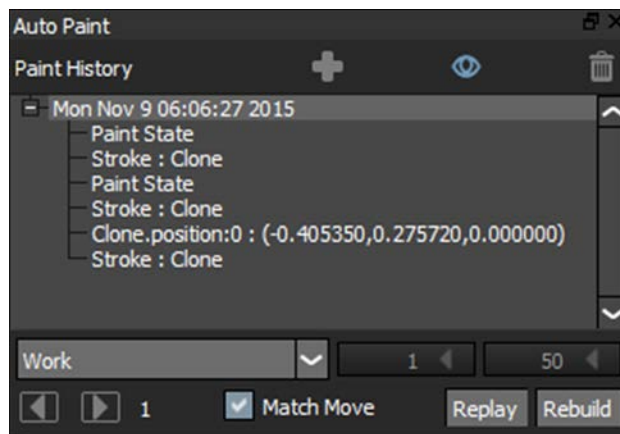 Auto Paint
Paint History
Mon Nov 9 06:06:27 2015
Paint State
Stroke : Clone
Paint State
Stroke : Clone
Clone.position:0 : (-0.405350,0.275720,0.000000)
Stroke : Clone
Work 1 50
1 Match Move Replay Rebuild